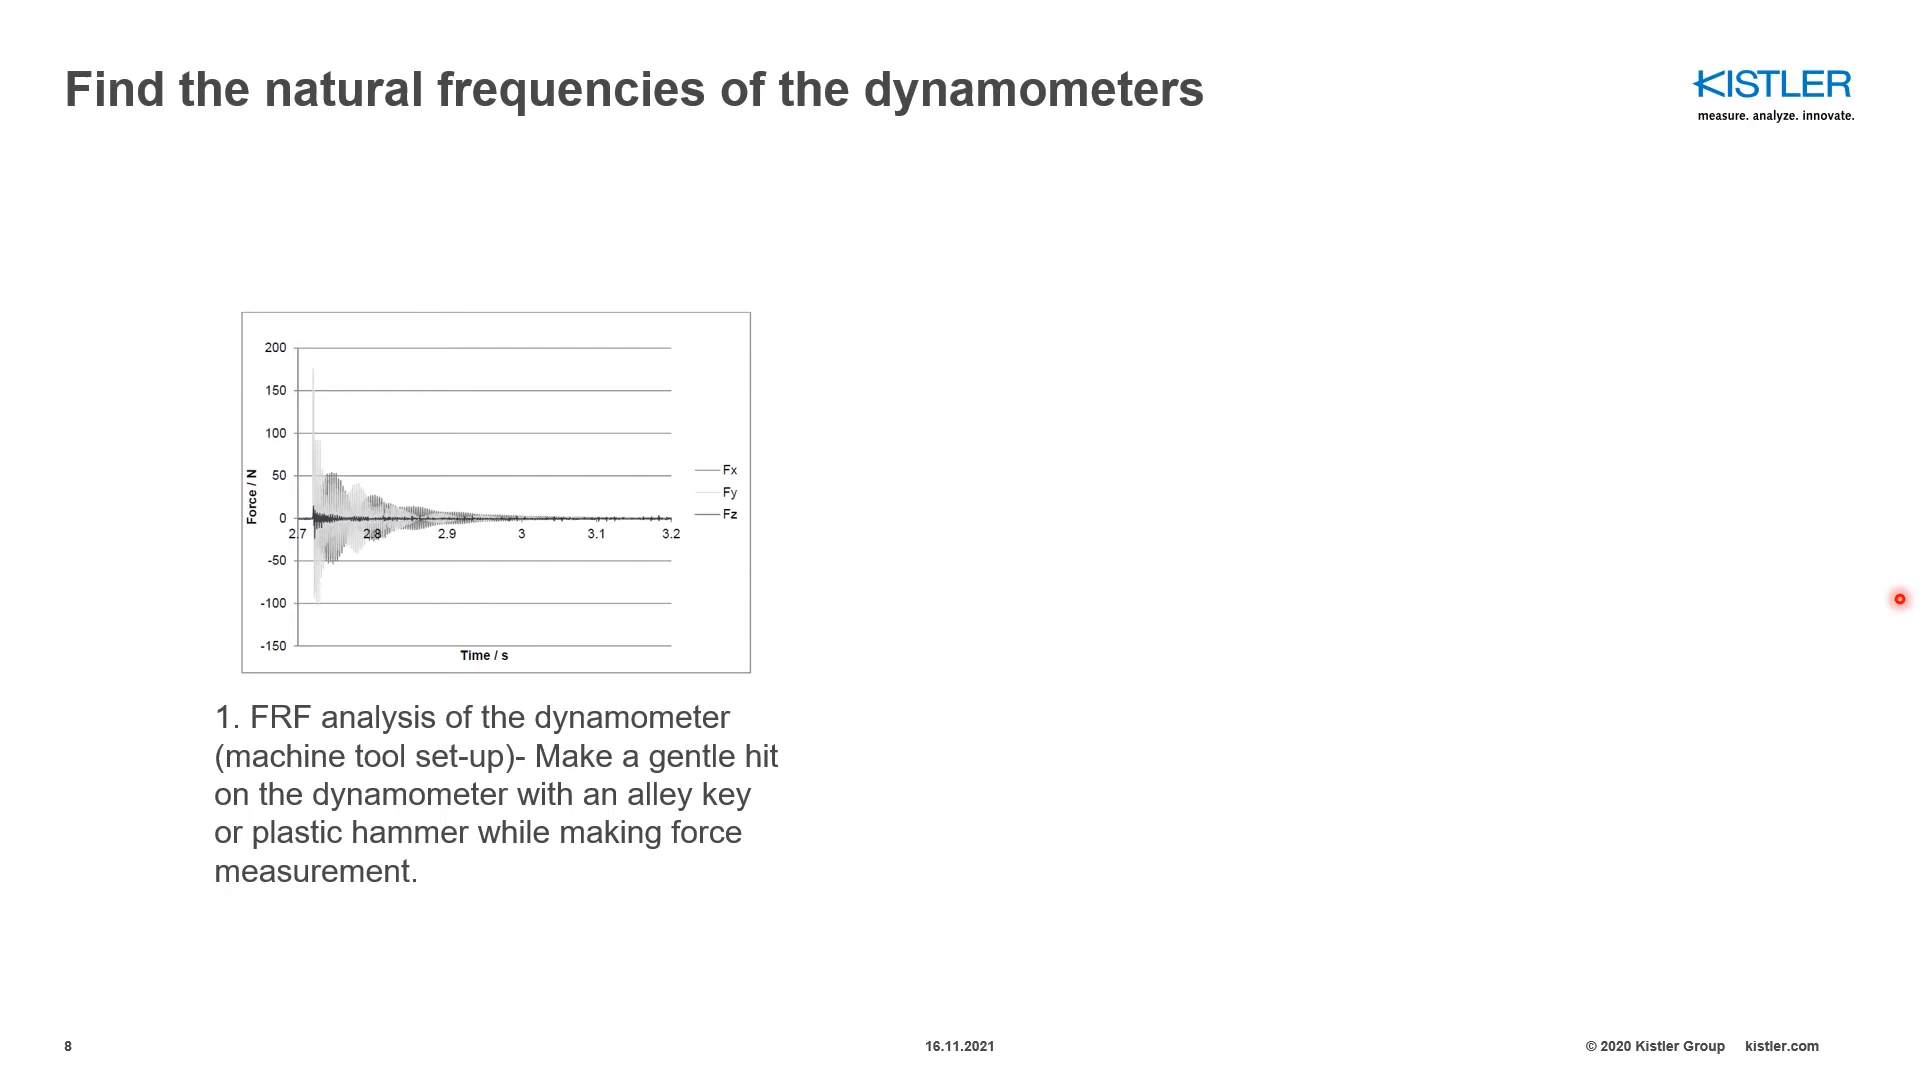 Find the natural frequencies of the dynamometers
KISTLER
measure. analyze. innovate.
200
150
100
50
0
-50
-100
-150
Force / N
2.7
2.8
2.9
3
3.1
3.2
Time / s
Fx
Fy
Fz
1. FRF analysis of the dynamometer
(machine tool set-up)- Make a gentle hit
on the dynamometer with an alley key
or plastic hammer while making force
measurement.
8
16.11.2021
© 2020 Kistler Group kistler.com